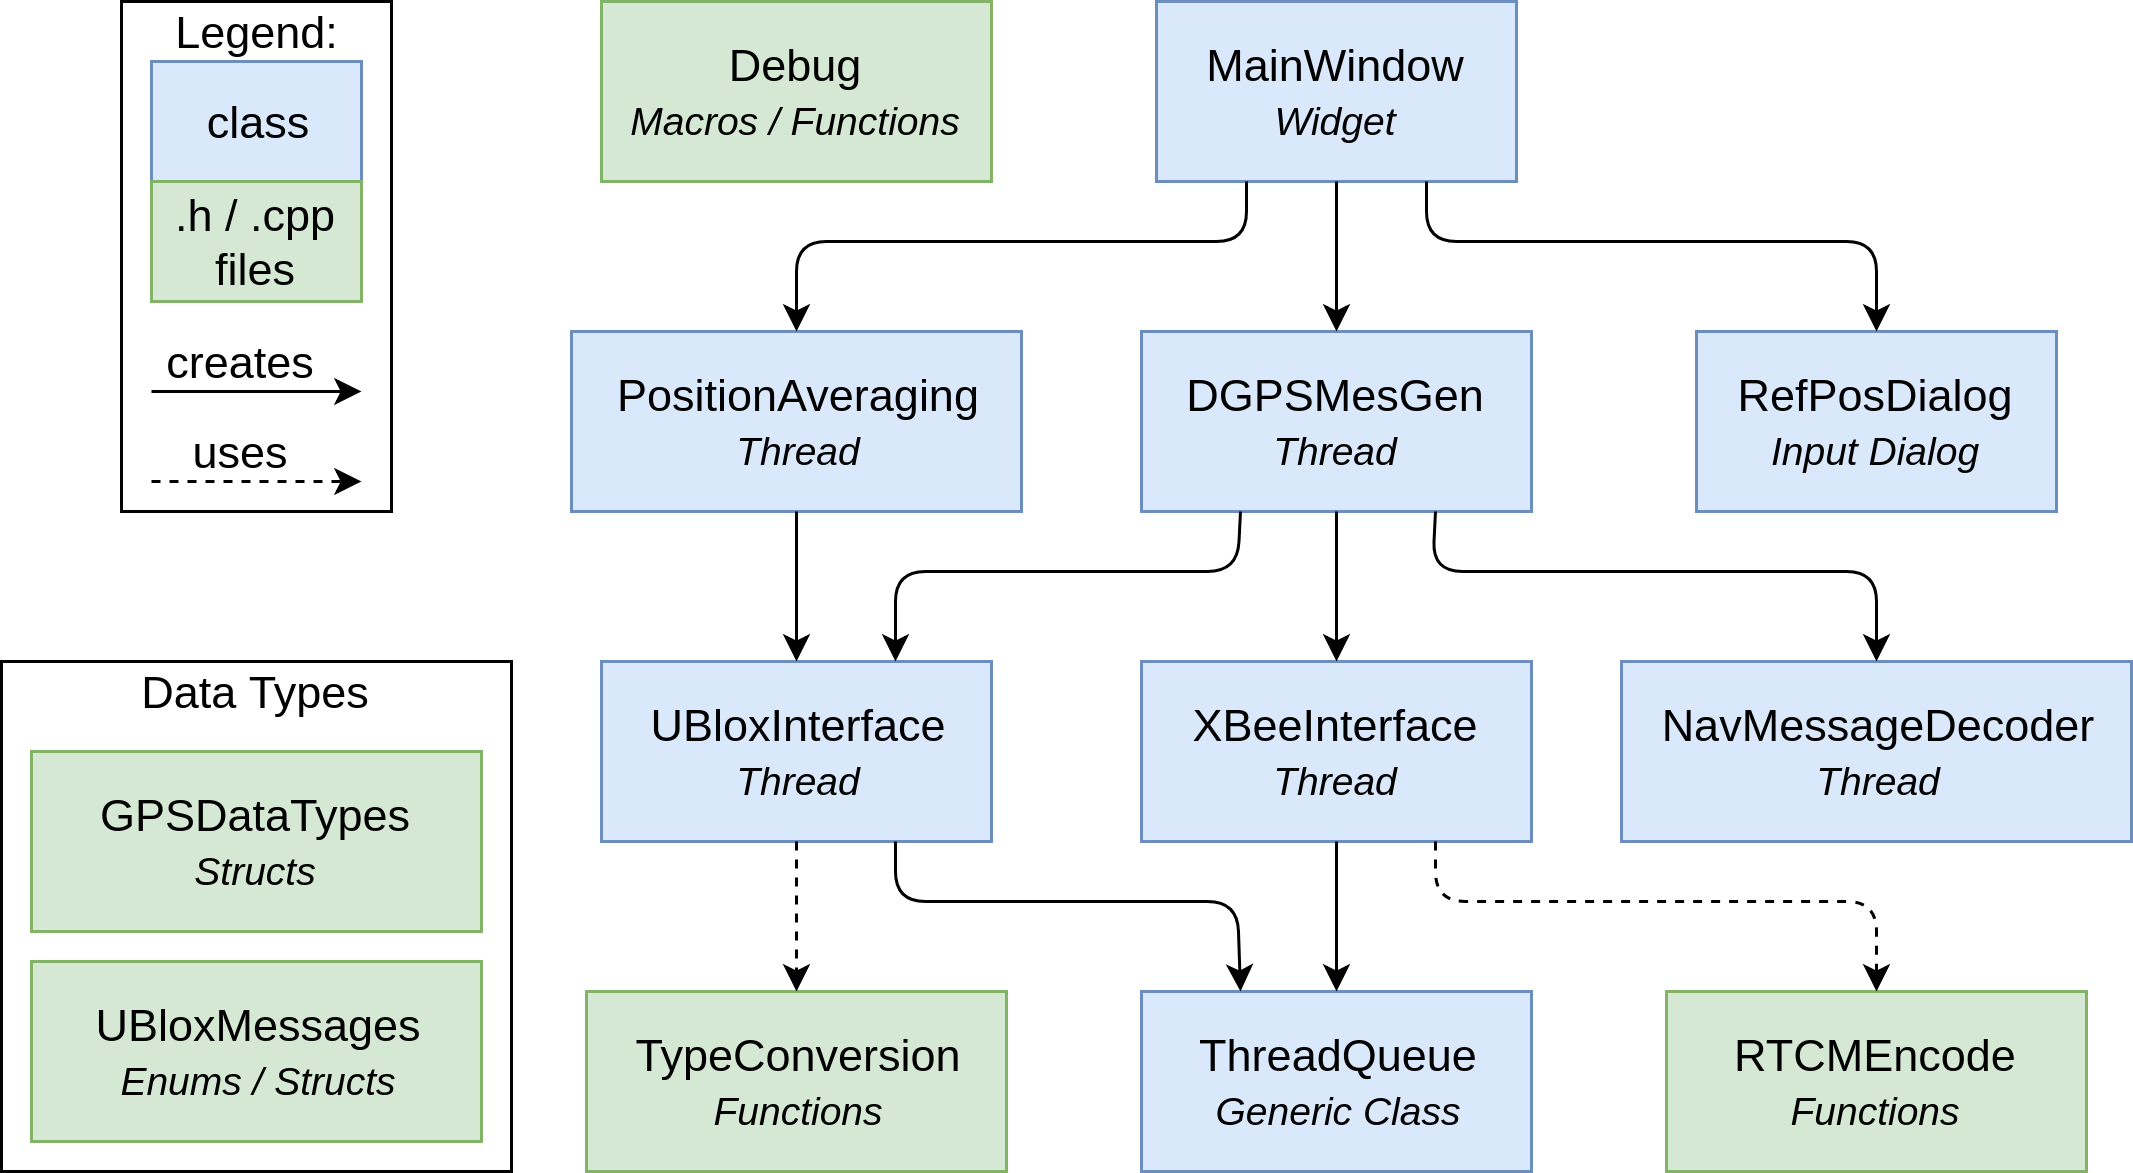 Legend:
class
.h / .cpp
files
creates
uses
Debug
Macros / Functions
MainWindow
Widget
PositionAveraging
Thread
DGPSMesGen
Thread
RefPosDialog
Input Dialog
Data Types
GPSDataTypes
Structs
UBloxMessages
Enums / Structs
UBloxInterface
Thread
XBeeInterface
Thread
NavMessageDecoder
Thread
TypeConversion
Functions
ThreadQueue
Generic Class
RTCMEncode
Functions